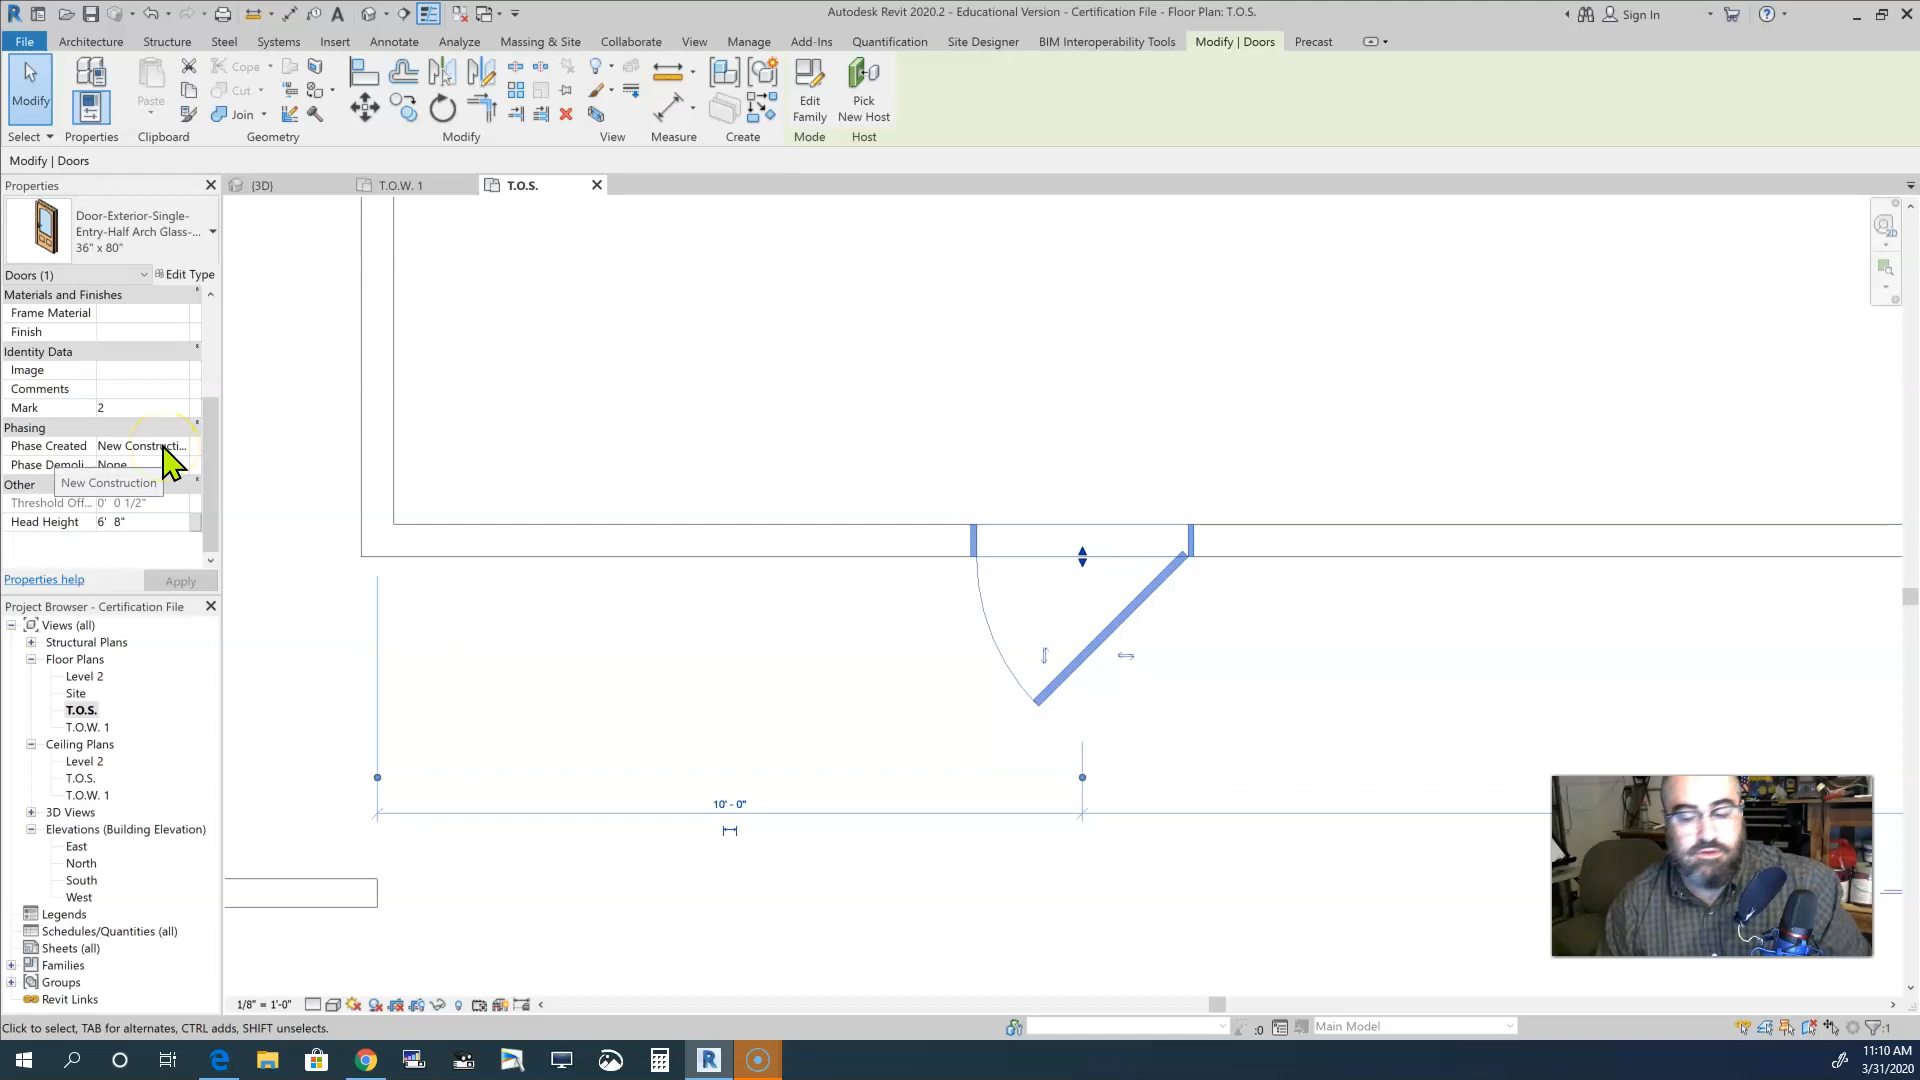 Autodesk Revit 2020.2 - Educational Version - Certification File - Floor Plan: T.O.S.
Sign In
File Architecture Structure Steel Systems Insert Annotate Analyze Massing & Site Collaborate View Manage Add-Ins Quantification Site Designer BIM Interoperability Tools Modify | Doors Precast
Modify
Paste
Cope
Cut
Join
Edit Family
Pick New Host
Select Properties Clipboard Geometry Modify View Measure Create Mode Host
Modify | Doors
Properties
{3D}
T.O.W. 1
T.O.S.
Door-Exterior-Single-
Entry-Half Arch Glass-...
36" x 80"
Doors (1) Edit Type
Materials and Finishes
Frame Material
Finish
Identity Data
Image
Comments
Mark 2
Phasing
Phase Created New Constructi...
Phase Demoli None
New Construction
Other
Threshold Off... 0' 0 1/2"
Head Height 6' 8"
Properties help Apply
Project Browser - Certification File
Views (all)
Structural Plans
Floor Plans
Level 2
Site
T.O.S.
T.O.W. 1
Ceiling Plans
Level 2
T.O.S.
T.O.W. 1
3D Views
Elevations (Building Elevation)
East
North
South
West
Legends
Schedules/Quantities (all)
Sheets (all)
Families
Groups
Revit Links
10' - 0"
1/8" = 1'-0"
Click to select, TAB for alternates, CTRL adds, SHIFT unselects.
:0
Main Model
:1
11:10 AM
3/31/2020